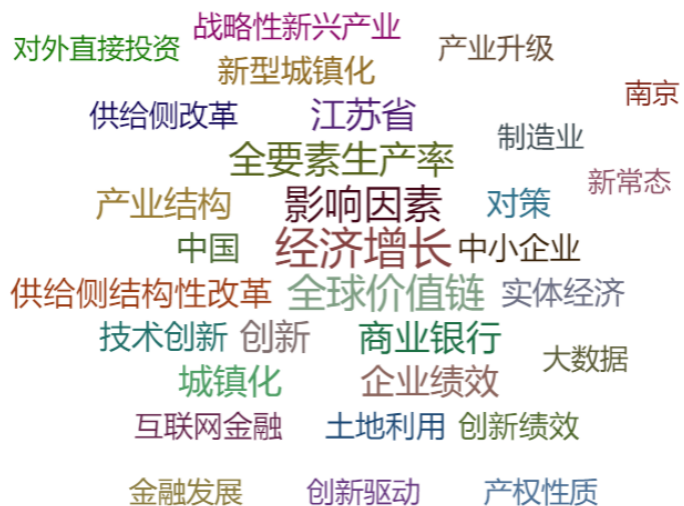 战略性新兴产业
对外直接投资
产业升级
新型城镇化
南京
供给侧改革
江苏省
制造业
全要素生产率
新常态
产业结构
影响因素
对策
中国
经济增长
中小企业
供给侧结构性改革
全球价值链
实体经济
技术创新
创新
商业银行
大数据
城镇化
企业绩效
互联网金融
土地利用
创新绩效
金融发展
创新驱动
产权性质